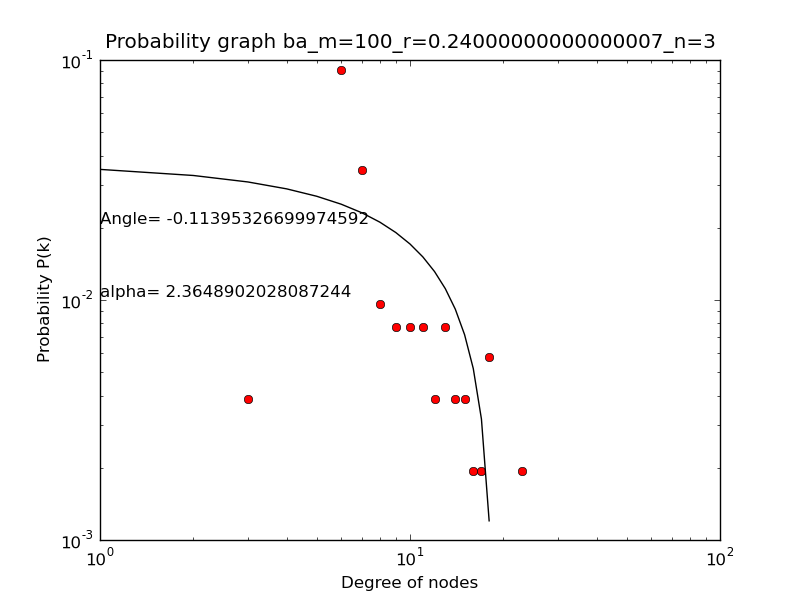 Probability graph ba_m=100_r=0.24000000000000007_n=3
10^-1
Angle= -0.11395326699974592
alpha= 2.3648902028087244
10^-2
Probability P(k)
10^-3
10^0 10^1 10^2
Degree of nodes